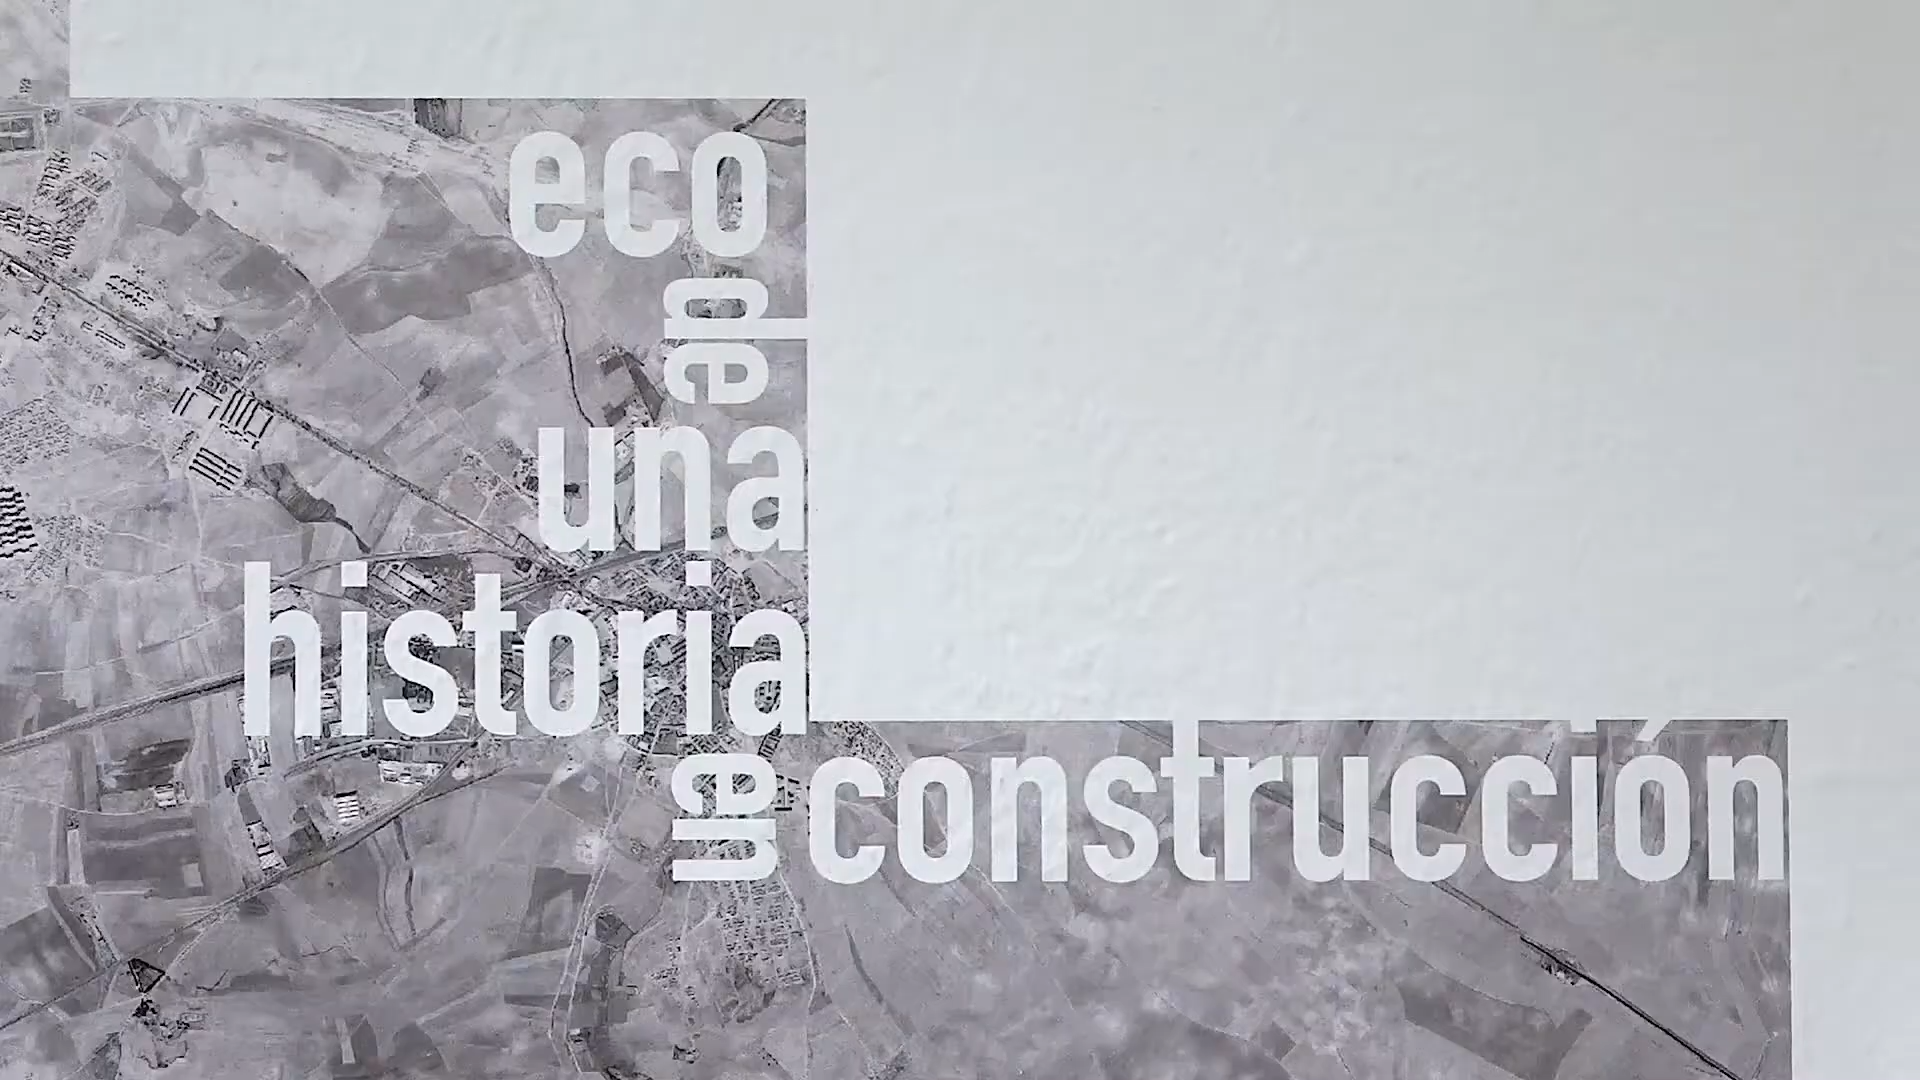 eco
de
una
historia
en construcción